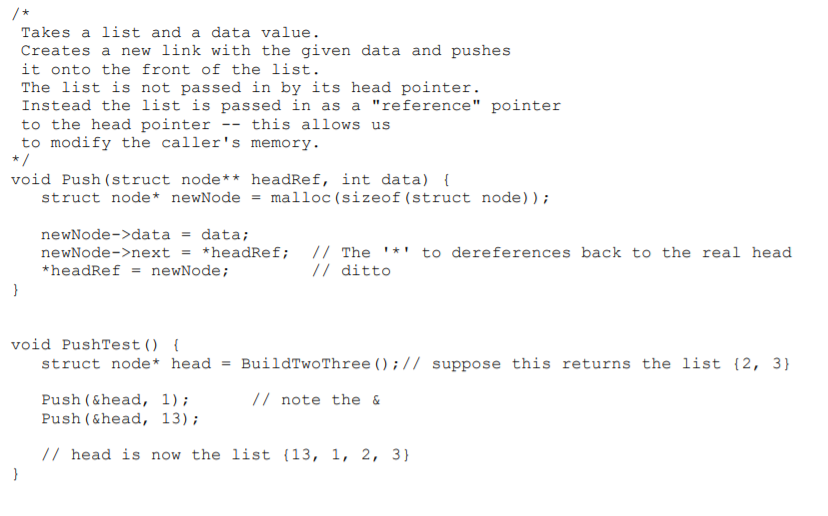 /*
 Takes a list and a data value.
 Creates a new link with the given data and pushes
 it onto the front of the list.
 The list is not passed in by its head pointer.
 Instead the list is passed in as a "reference" pointer
 to the head pointer -- this allows us
 to modify the caller's memory.
*/
void Push(struct node** headRef, int data) {
   struct node* newNode = malloc(sizeof(struct node));

   newNode->data = data;
   newNode->next = *headRef;  // The '*' to dereferences back to the real head
   *headRef = newNode;        // ditto
}

void PushTest() {
   struct node* head = BuildTwoThree();// suppose this returns the list {2, 3}

   Push(&head, 1);      // note the &
   Push(&head, 13);

   // head is now the list {13, 1, 2, 3}
}